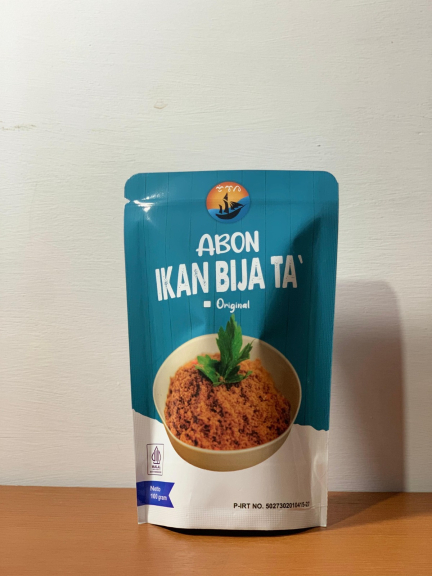 ABON
IKAN BIJA TA`
Original
Netto
100 gram
P-IRT NO.